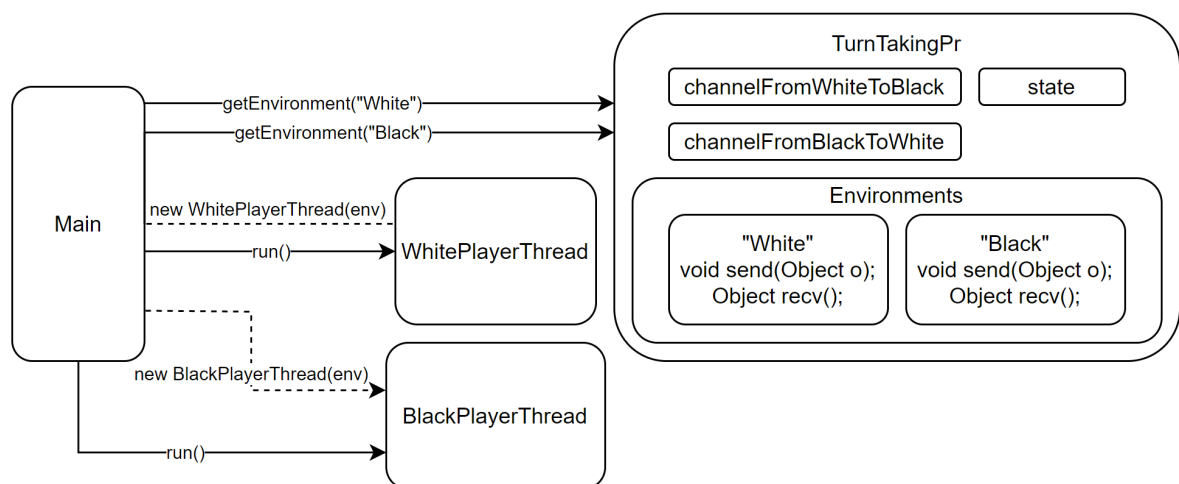 TurnTakingPr
channelFromWhiteToBlack
state
getEnvironment("White")
getEnvironment("Black")
channelFromBlackToWhite
Environments
Main
new WhitePlayerThread(env)
run()
WhitePlayerThread
"White"
void send(Object o);
Object recv();
"Black"
void send(Object o);
Object recv();
new BlackPlayerThread(env)
BlackPlayerThread
run()